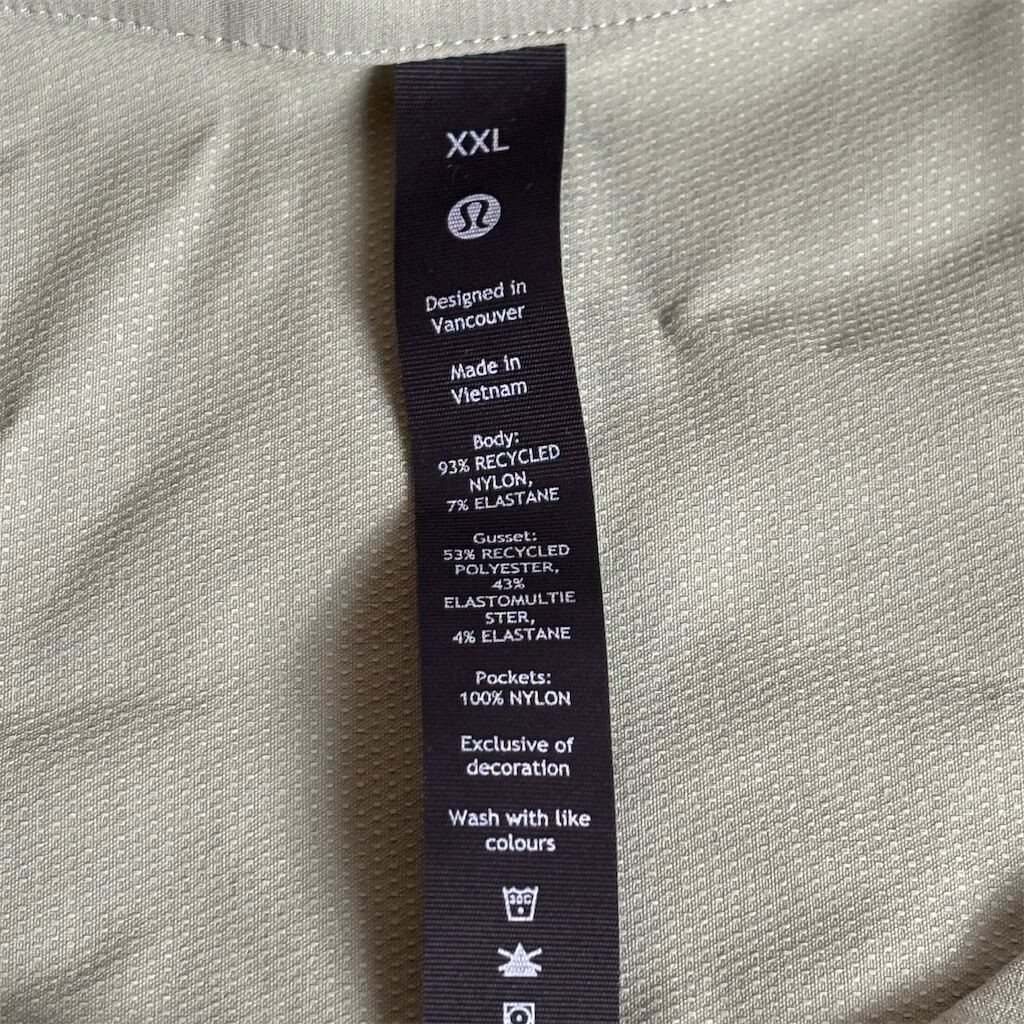 XXL
Designed in
Vancouver
Made in
Vietnam
Body:
93% RECYCLED
NYLON,
7% ELASTANE
Gusset:
53% RECYCLED
POLYESTER,
43%
ELASTOMULTIE
STER,
4% ELASTANE
Pockets:
100% NYLON
Exclusive of
decoration
Wash with like
colours
30C